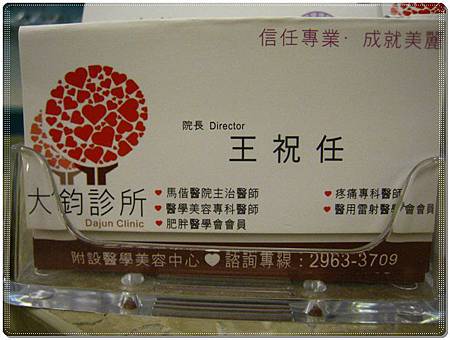 信任專業·成就美麗
院長 Director
王祝任
大鈞診所
Dajun Clinic
♥馬偕醫院主治醫師
♥醫學美容專科醫師
♥肥胖醫學會會員
♥疼痛專科醫師
♥醫用雷射醫學會會員
附設醫學美容中心♥諮詢專線:2963-3709